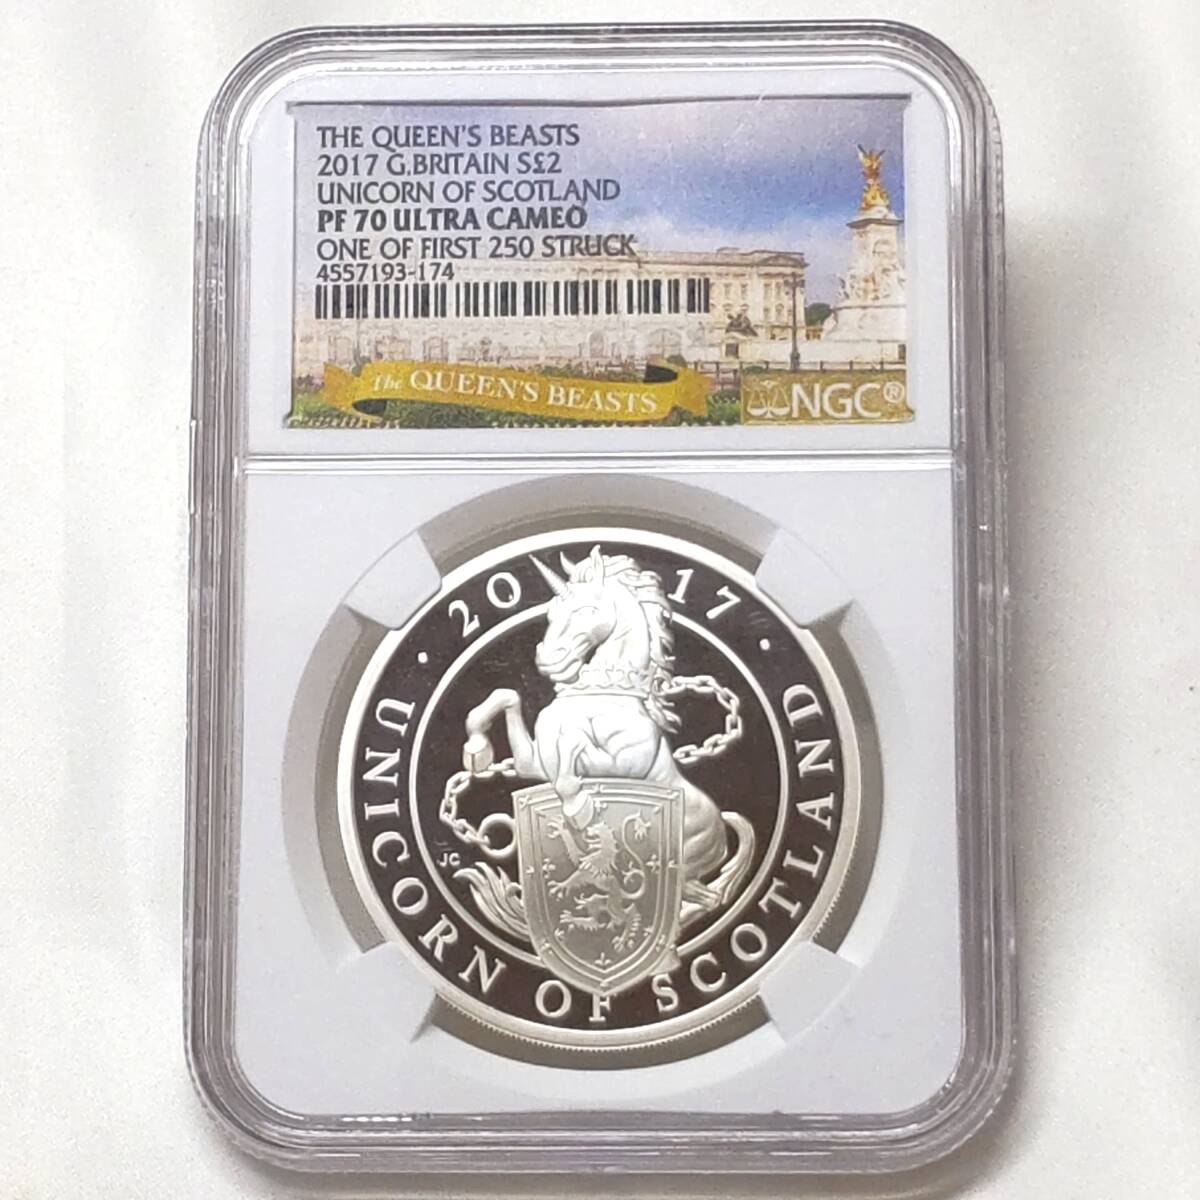 THE QUEEN'S BEASTS
2017 G.BRITAIN S£2
UNICORN OF SCOTLAND
PF 70 ULTRA CAMEO
ONE OF FIRST 250 STRUCK
4557193-174
The QUEEN'S BEASTS
NGC®
· 2017 ·
UNICORN OF SCOTLAND
JC